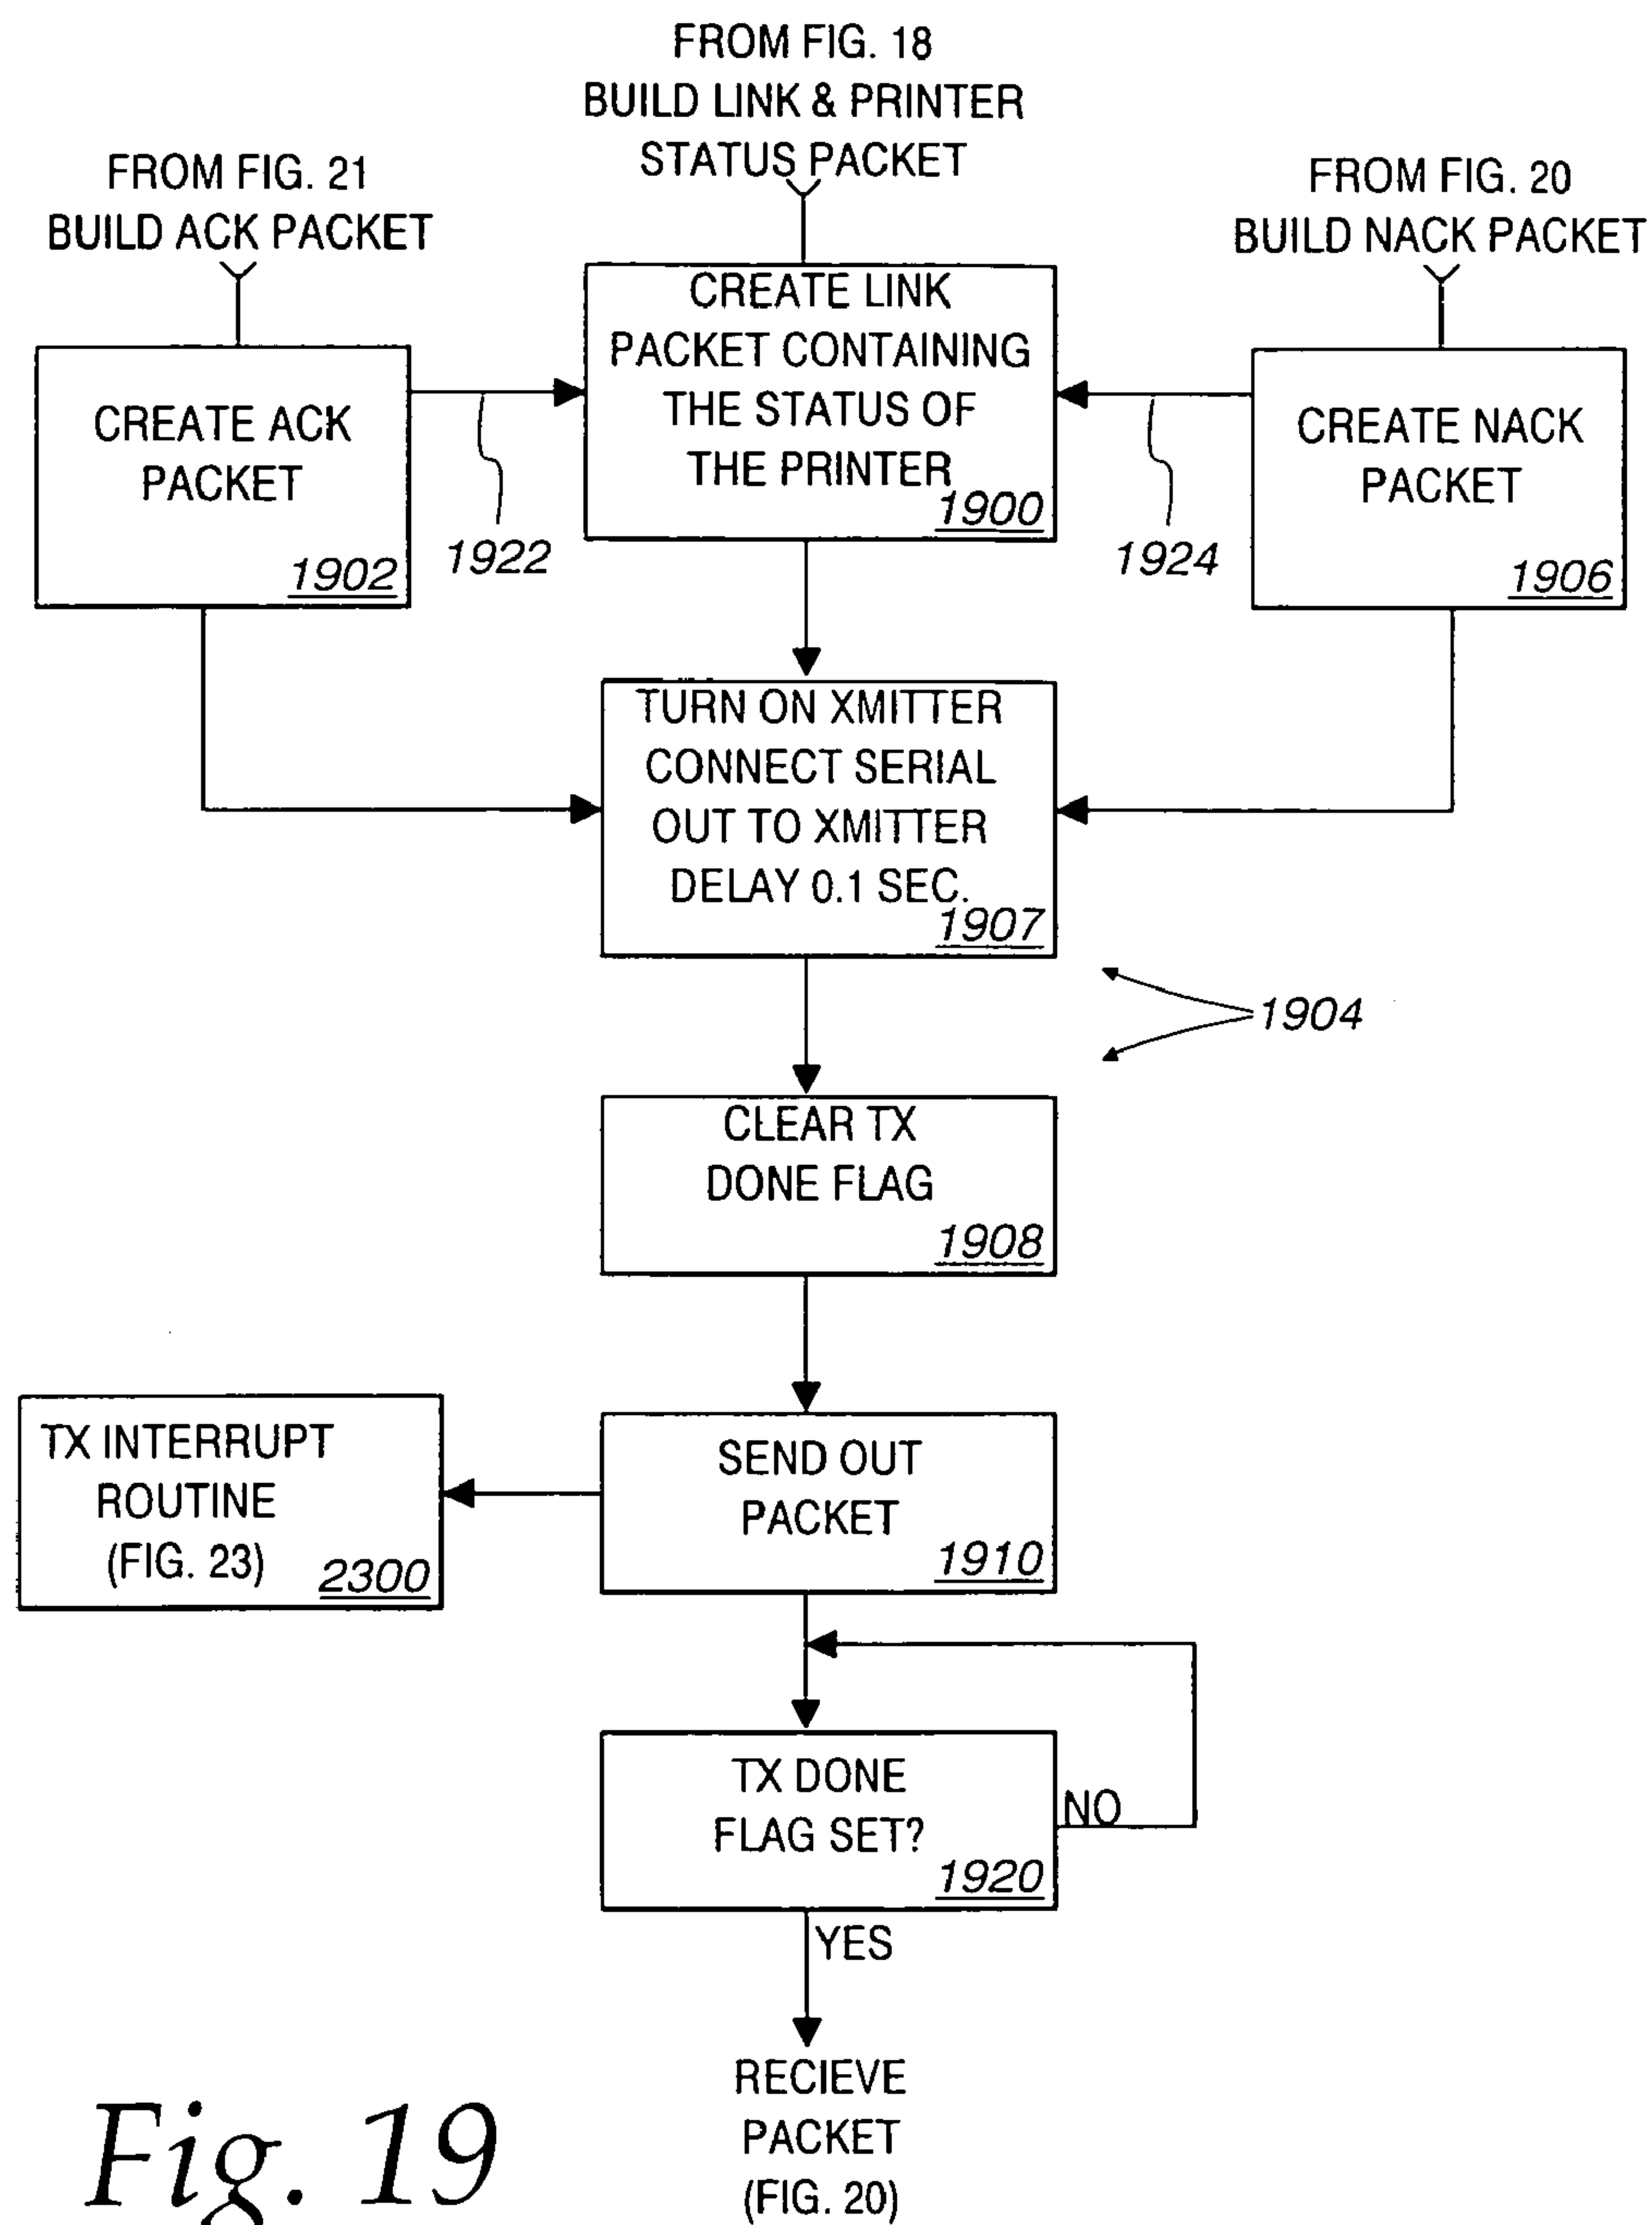 FROM FIG. 18
BUILD LINK & PRINTER
STATUS PACKET
FROM FIG. 21
BUILD ACK PACKET
FROM FIG. 20
BUILD NACK PACKET
CREATE LINK
PACKET CONTAINING
THE STATUS OF
THE PRINTER
1900
CREATE ACK
PACKET
1902
1922
1924
CREATE NACK
PACKET
1906
TURN ON XMITTER
CONNECT SERIAL
OUT TO XMITTER
DELAY 0.1 SEC.
1907
1904
CLEAR TX
DONE FLAG
1908
TX INTERRUPT
ROUTINE
(FIG. 23)
2300
SEND OUT
PACKET
1910
TX DONE
FLAG SET?
1920
NO
YES
RECIEVE
PACKET
(FIG. 20)
Fig. 19